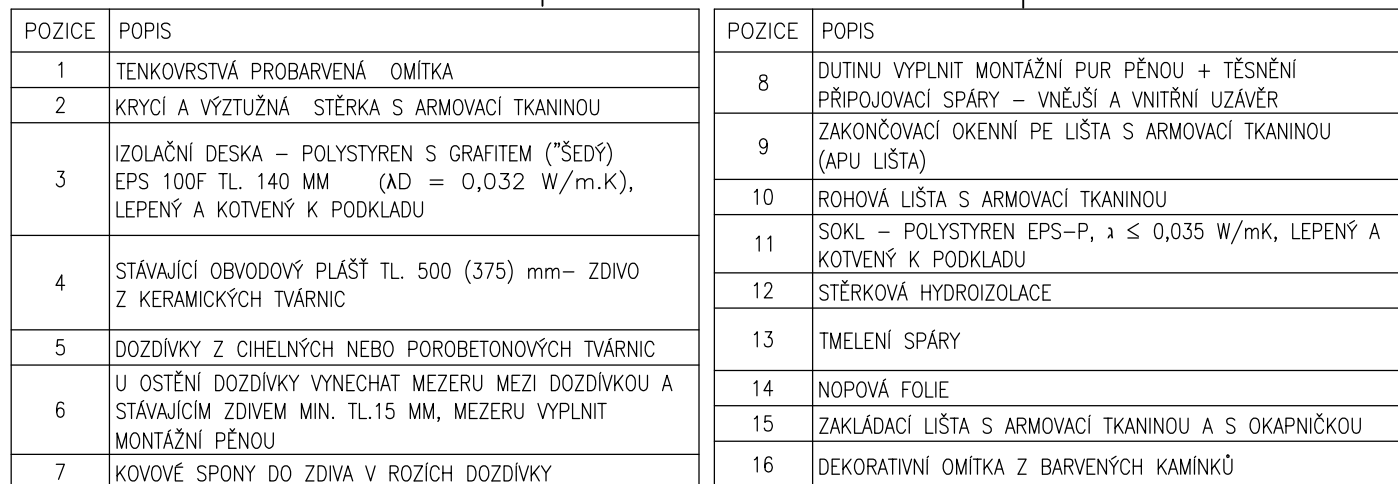 POZICE POPIS
1 TENKOVRSTVÁ PROBARVENÁ OMÍTKA
2 KRYCÍ A VÝZTUŽNÁ STĚRKA S ARMOVACÍ TKANINOU
3 IZOLAČNÍ DESKA – POLYSTYREN S GRAFITEM ("ŠEDÝ)
EPS 100F TL. 140 MM (λD = 0,032 W/m.K),
LEPENÝ A KOTVENÝ K PODKLADU
4 STÁVAJÍCÍ OBVODOVÝ PLÁŠŤ TL. 500 (375) mm– ZDIVO
Z KERAMICKÝCH TVÁRNIC
5 DOZDÍVKY Z CIHELNÝCH NEBO POROBETONOVÝCH TVÁRNIC
6 U OSTĚNÍ DOZDÍVKY VYNECHAT MEZERU MEZI DOZDÍVKOU A
STÁVAJÍCÍM ZDIVEM MIN. TL.15 MM, MEZERU VYPLNIT
MONTÁŽNÍ PĚNOU
7 KOVOVÉ SPONY DO ZDIVA V ROZÍCH DOZDÍVKY
POZICE POPIS
8 DUTINU VYPLNIT MONTÁŽNÍ PUR PĚNOU + TĚSNĚNÍ
PŘIPOJOVACÍ SPÁRY – VNĚJŠÍ A VNITŘNÍ UZÁVĚR
9 ZAKONČOVACÍ OKENNÍ PE LIŠTA S ARMOVACÍ TKANINOU
(APU LIŠTA)
10 ROHOVÁ LIŠTA S ARMOVACÍ TKANINOU
11 SOKL – POLYSTYREN EPS–P, λ ≤ 0,035 W/mK, LEPENÝ A
KOTVENÝ K PODKLADU
12 STĚRKOVÁ HYDROIZOLACE
13 TMELENÍ SPÁRY
14 NOPOVÁ FOLIE
15 ZAKLÁDACÍ LIŠTA S ARMOVACÍ TKANINOU A S OKAPNIČKOU
16 DEKORATIVNÍ OMÍTKA Z BARVENÝCH KAMÍNKŮ